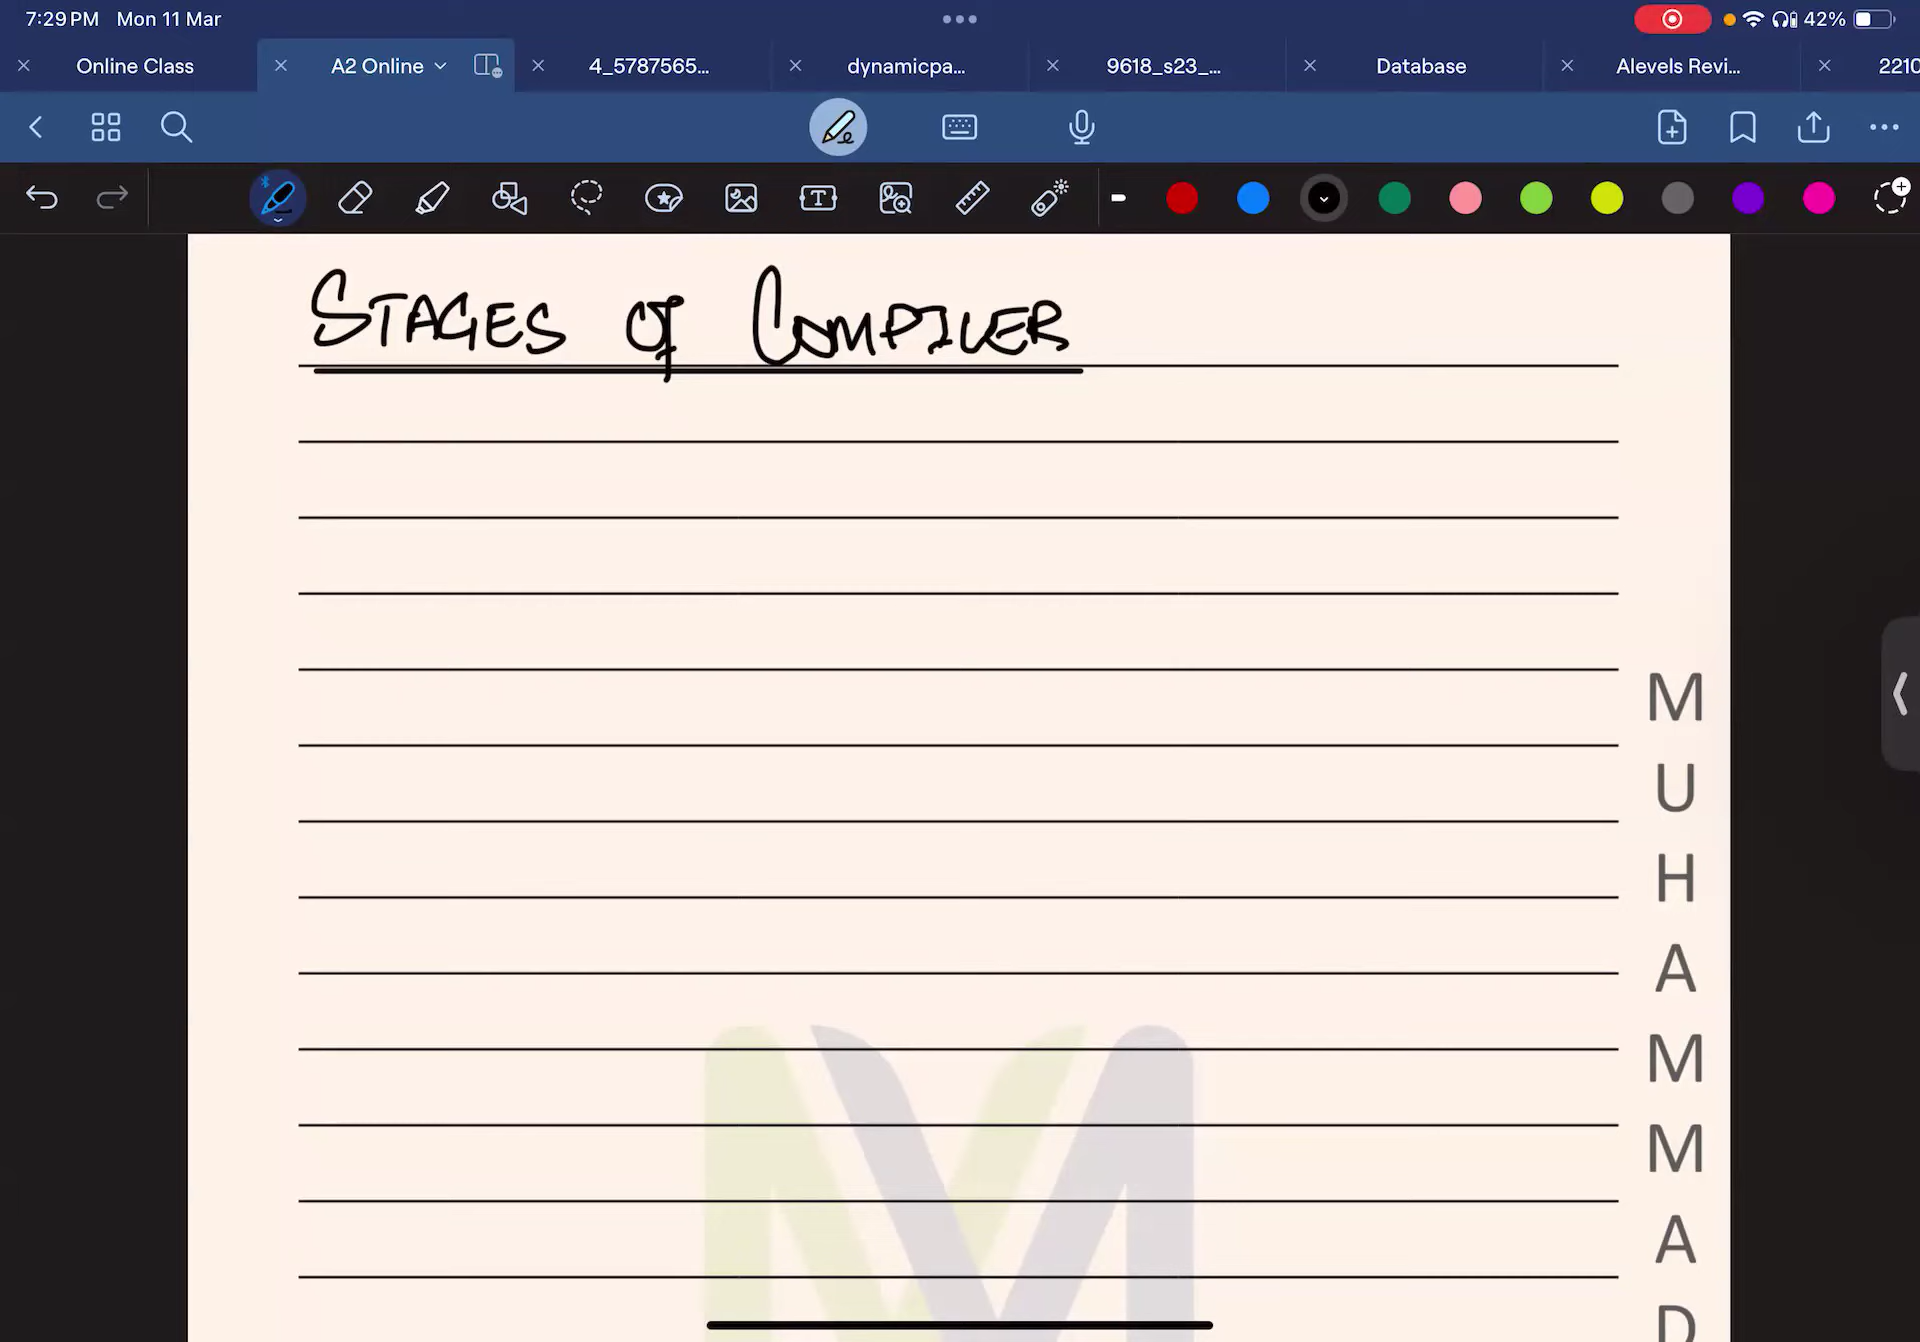 7:29 PM Mon 11 Mar
42%
Online Class
A2 Online
4_5787565...
dynamicpa...
9618_s23_...
Database
Alevels Revi...
2210
STAGES of COMPILER
M
U
H
A
M
M
A
D